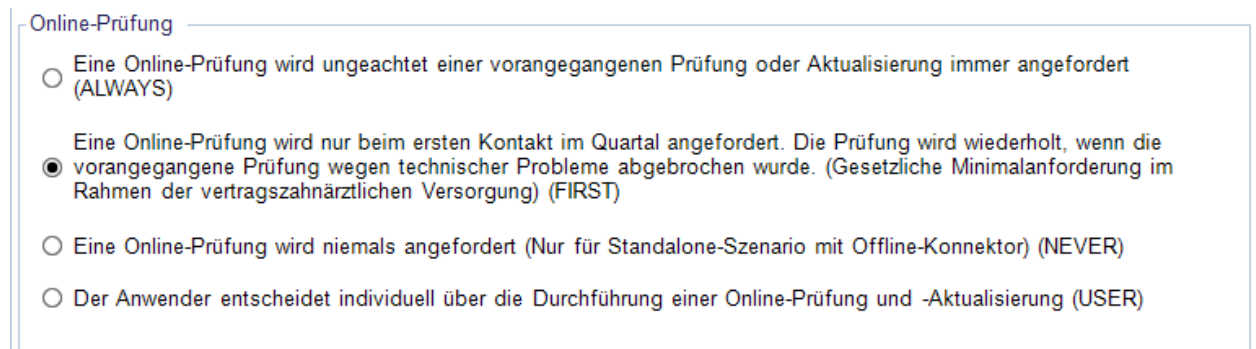 Online-Prüfung
Eine Online-Prüfung wird ungeachtet einer vorangegangenen Prüfung oder Aktualisierung immer angefordert
(ALWAYS)
Eine Online-Prüfung wird nur beim ersten Kontakt im Quartal angefordert. Die Prüfung wird wiederholt, wenn die
vorangegangene Prüfung wegen technischer Probleme abgebrochen wurde. (Gesetzliche Minimalanforderung im
Rahmen der vertragszahnärztlichen Versorgung) (FIRST)
Eine Online-Prüfung wird niemals angefordert (Nur für Standalone-Szenario mit Offline-Konnektor) (NEVER)
Der Anwender entscheidet individuell über die Durchführung einer Online-Prüfung und -Aktualisierung (USER)